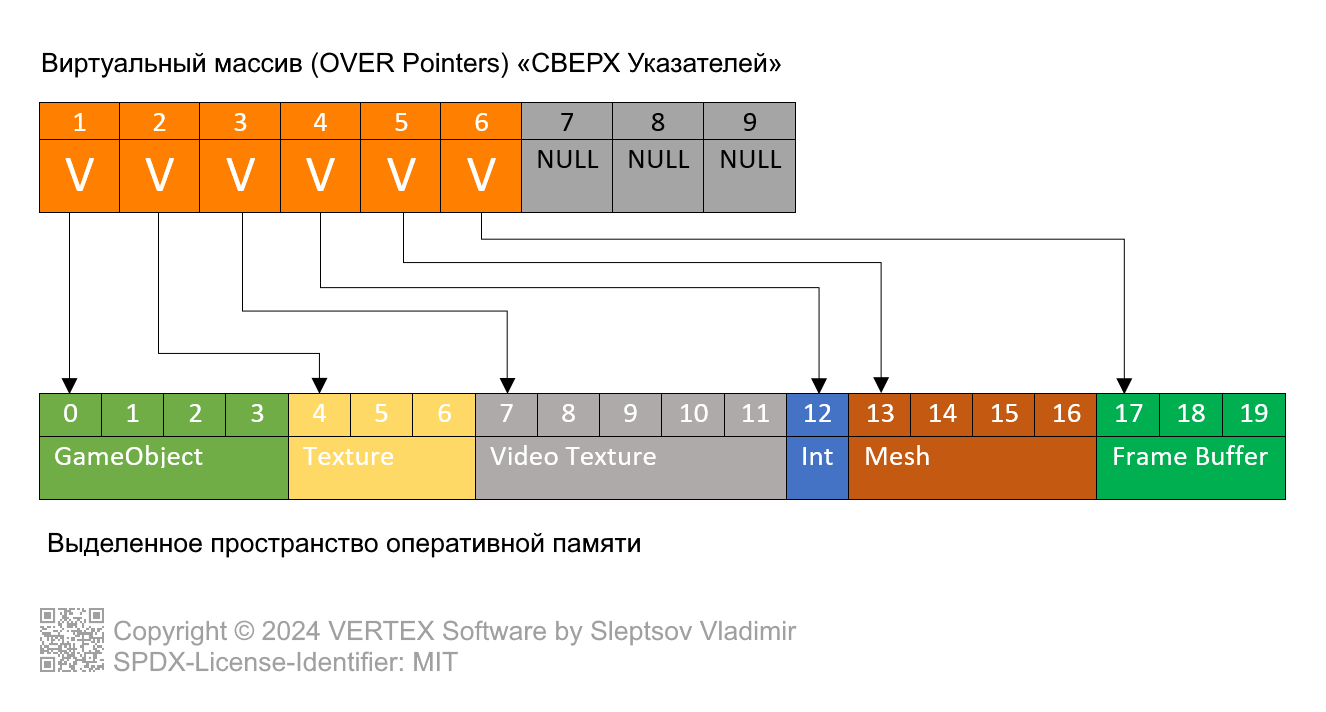 Виртуальный массив (OVER Pointers) «СВЕРХ Указателей»
1 2 3 4 5 6 7 8 9
V V V V V V NULL NULL NULL
0 1 2 3 4 5 6 7 8 9 10 11 12 13 14 15 16 17 18 19
GameObject Texture Video Texture Int Mesh Frame Buffer
Выделенное пространство оперативной памяти
Copyright © 2024 VERTEX Software by Sleptsov Vladimir
SPDX-License-Identifier: MIT